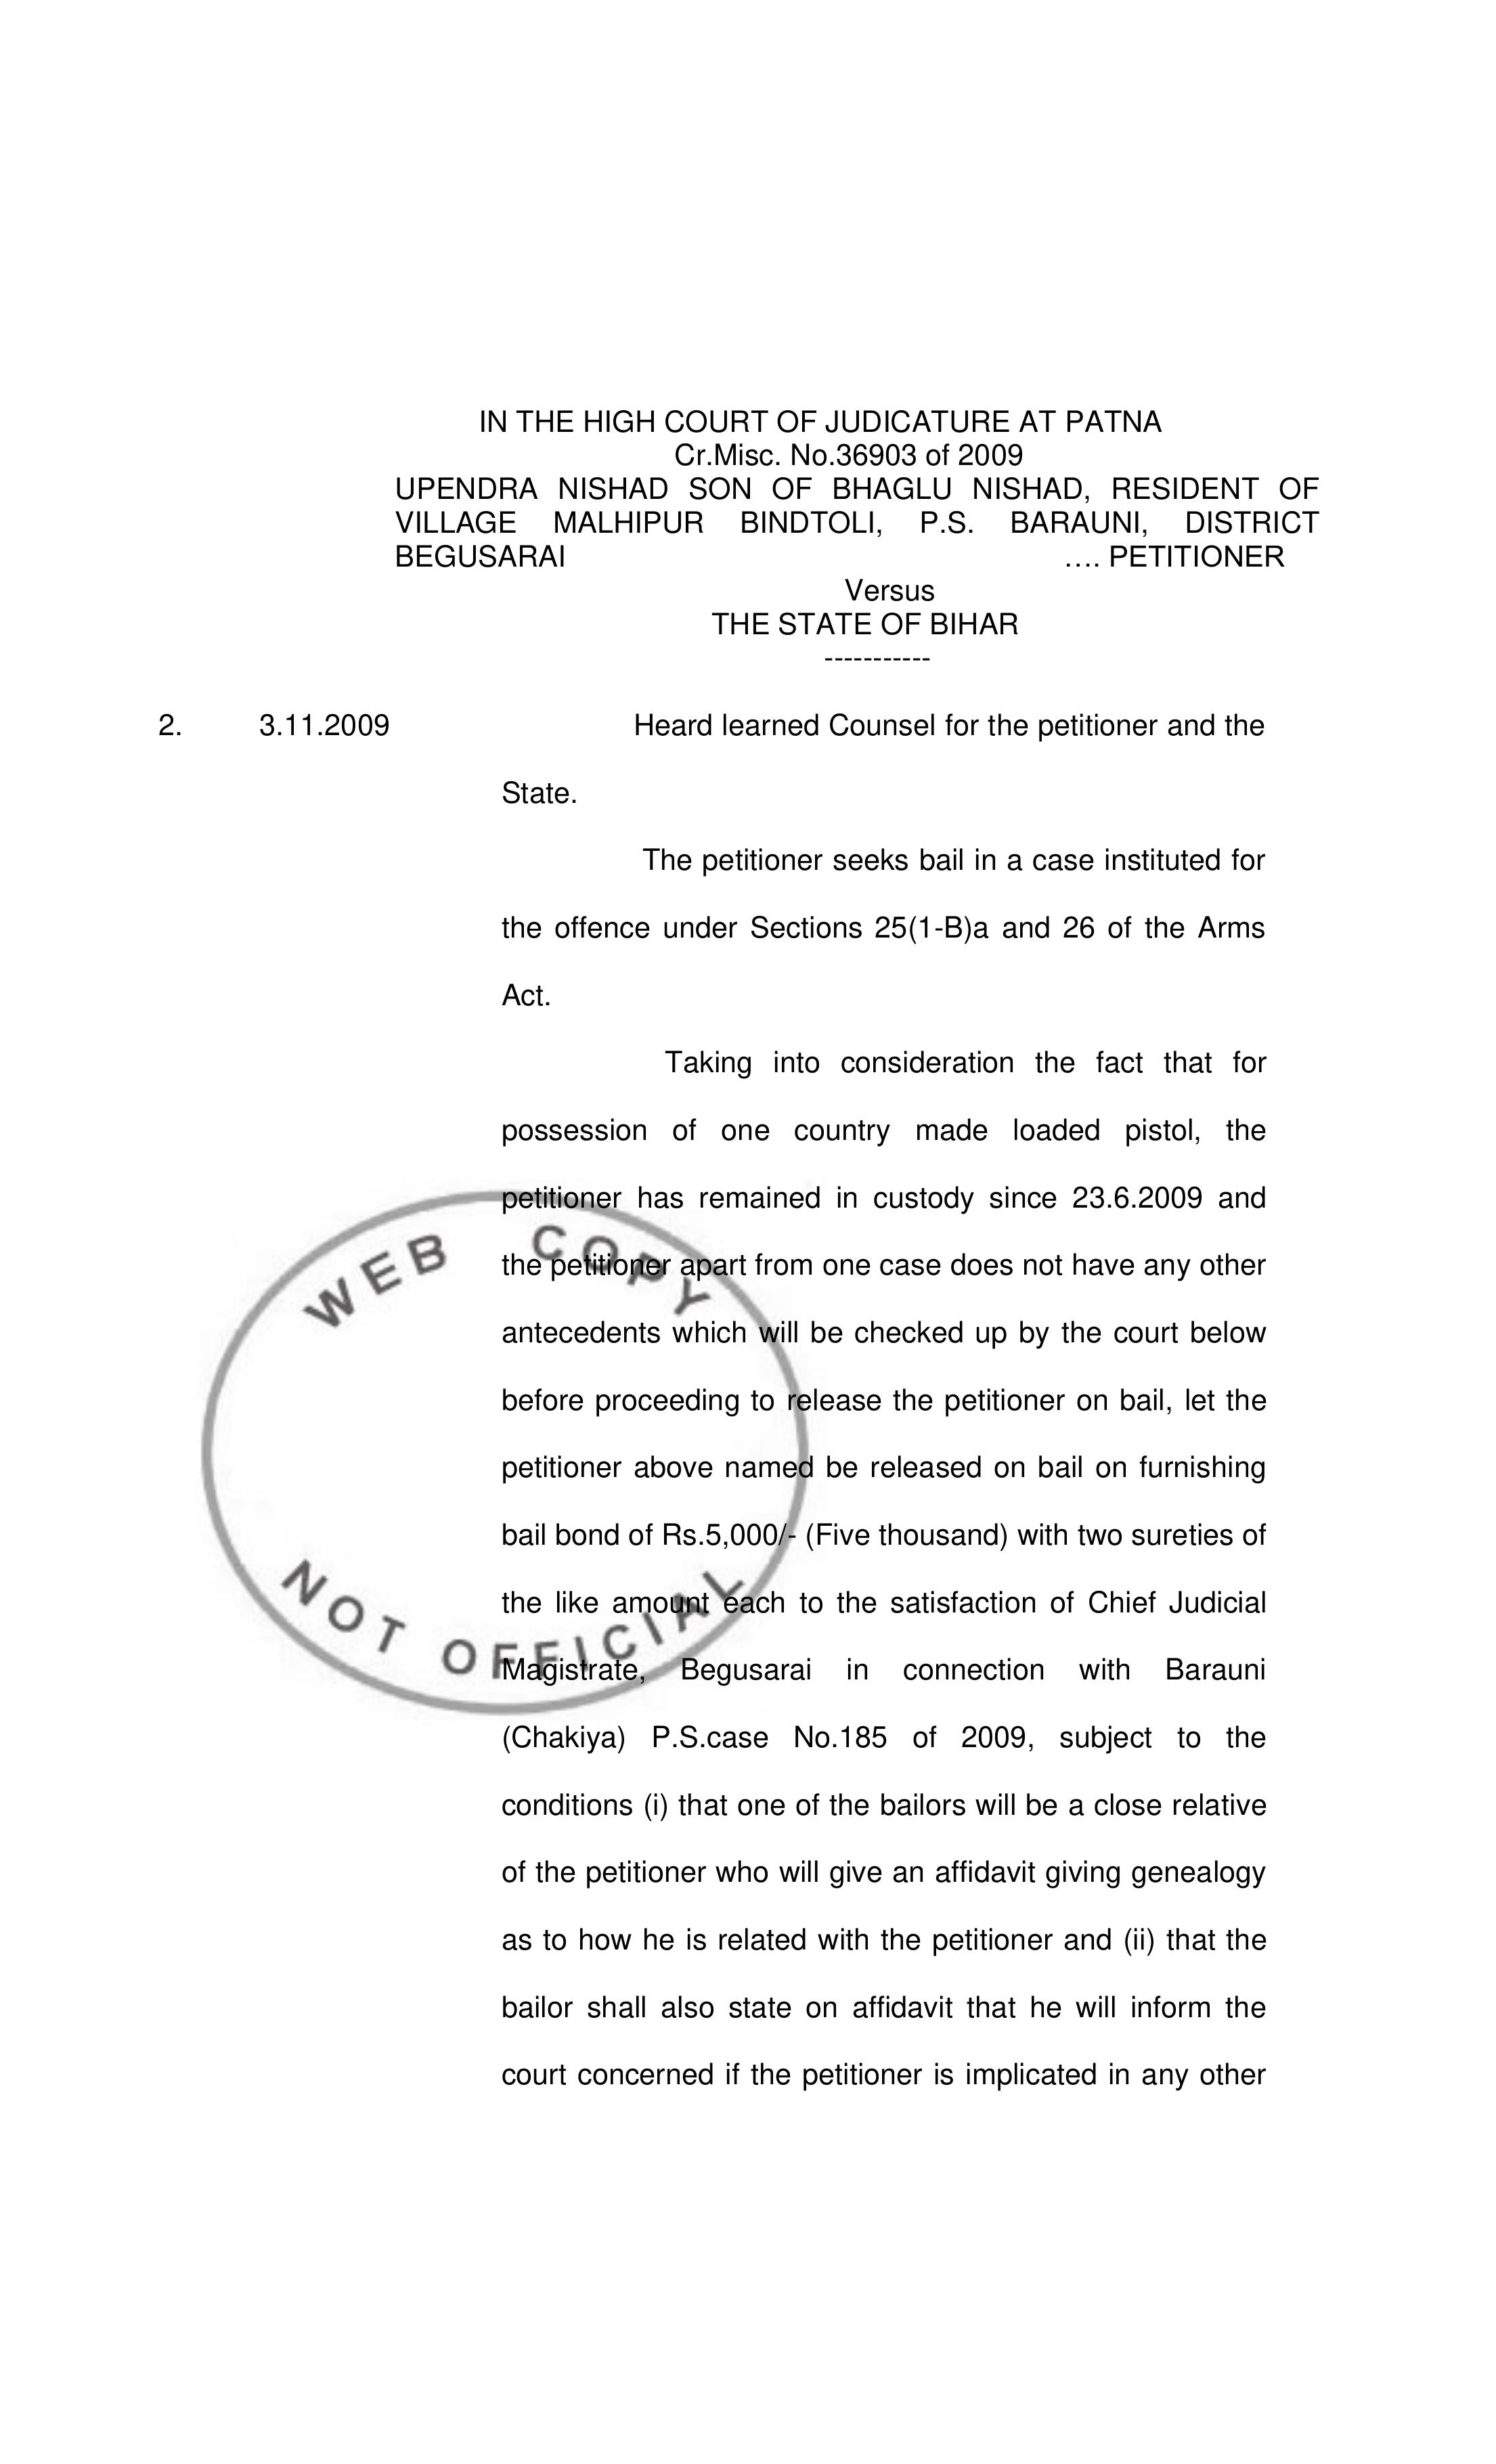 IN THE HIGH COURT OF JUDICATURE AT PATNA
Cr.Misc. No.36903 of 2009
UPENDRA NISHAD SON OF BHAGLU NISHAD, RESIDENT OF
VILLAGE MALHIPUR BINDTOLI, P.S. BARAUNI, DISTRICT
BEGUSARAI .... PETITIONER
Versus
THE STATE OF BIHAR
-----------
2. 3.11.2009 Heard learned Counsel for the petitioner and the
State.
The petitioner seeks bail in a case instituted for
the offence under Sections 25(1-B)a and 26 of the Arms
Act.
Taking into consideration the fact that for
possession of one country made loaded pistol, the
petitioner has remained in custody since 23.6.2009 and
the petitioner apart from one case does not have any other
antecedents which will be checked up by the court below
before proceeding to release the petitioner on bail, let the
petitioner above named be released on bail on furnishing
bail bond of Rs.5,000/- (Five thousand) with two sureties of
the like amount each to the satisfaction of Chief Judicial
Magistrate, Begusarai in connection with Barauni
(Chakiya) P.S.case No.185 of 2009, subject to the
conditions (i) that one of the bailors will be a close relative
of the petitioner who will give an affidavit giving genealogy
as to how he is related with the petitioner and (ii) that the
bailor shall also state on affidavit that he will inform the
court concerned if the petitioner is implicated in any other
WEB COPY
NOT OFFICIAL